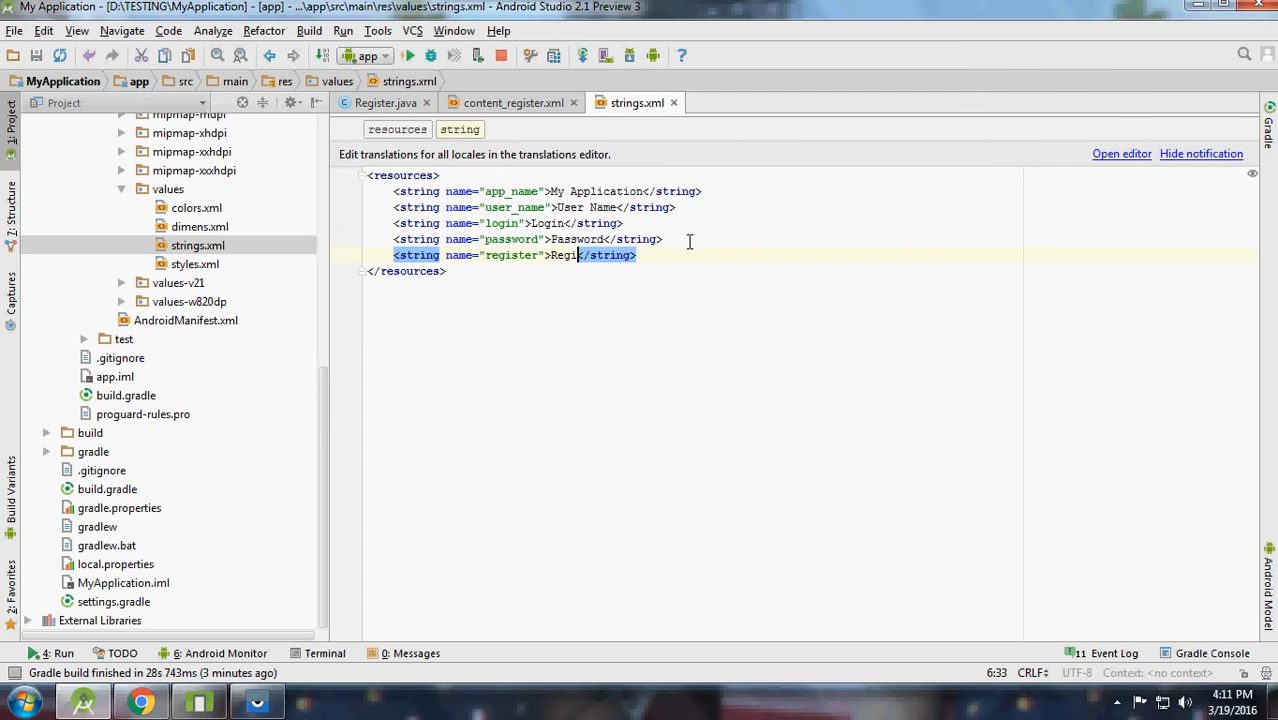 My Application - [D:\TESTING\MyApplication] - [app] - ...\app\src\main\res\values\strings.xml - Android Studio 2.1 Preview 3
File Edit View Navigate Code Analyze Refactor Build Run Tools VCS Window Help
app
MyApplication app src main res values strings.xml
Project
Register.java content_register.xml strings.xml
resources string
Edit translations for all locales in the translations editor. Open editor Hide notification
1: Project
7: Structure
Captures
Build Variants
2: Favorites
mipmap-mdpi
mipmap-xhdpi
mipmap-xxhdpi
mipmap-xxxhdpi
values
colors.xml
dimens.xml
strings.xml
styles.xml
values-v21
values-w820dp
AndroidManifest.xml
test
.gitignore
app.iml
build.gradle
proguard-rules.pro
build
gradle
.gitignore
build.gradle
gradle.properties
gradlew
gradlew.bat
local.properties
MyApplication.iml
settings.gradle
External Libraries
<resources>
<string name="app_name">My Application</string>
<string name="user_name">User Name</string>
<string name="login">Login</string>
<string name="password">Password</string>
<string name="register">Regi</string>
</resources>
Gradle
Android Model
4: Run TODO 6: Android Monitor Terminal 0: Messages 11 Event Log Gradle Console
Gradle build finished in 28s 743ms (3 minutes ago) 6:33 CRLF UTF-8 Context: <no context>
4:11 PM
3/19/2016